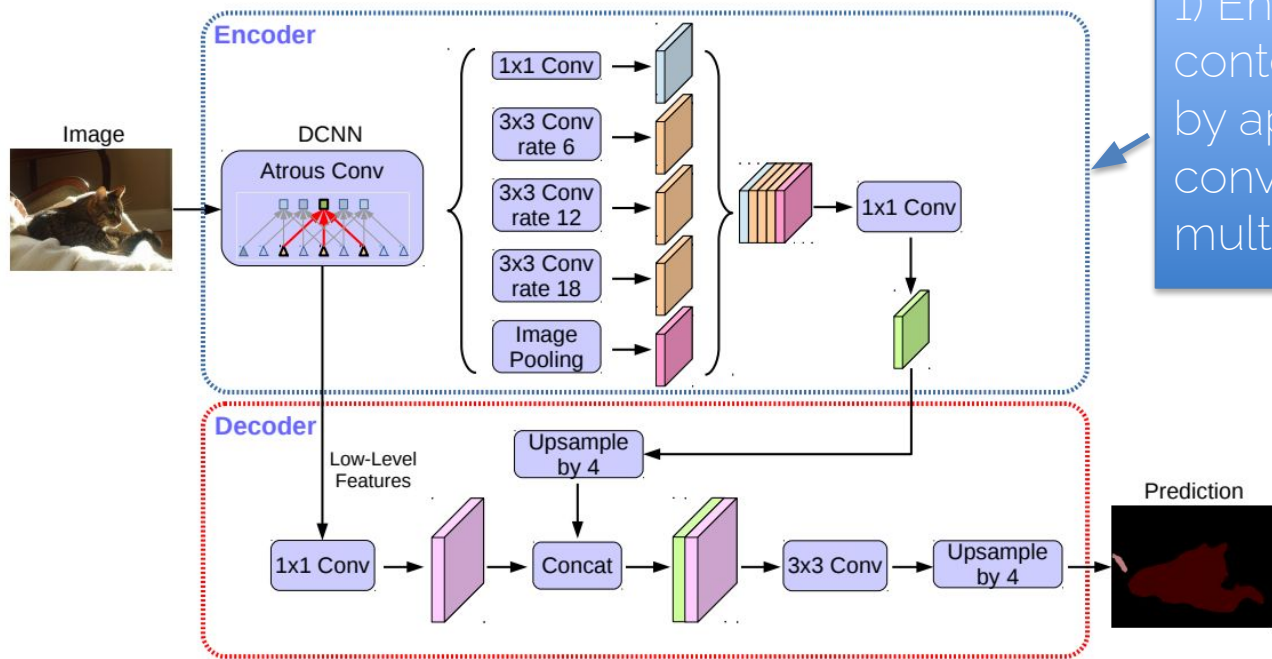 Encoder
Image
DCNN
Atrous Conv
1x1 Conv
3x3 Conv
rate 6
3x3 Conv
rate 12
3x3 Conv
rate 18
Image
Pooling
1x1 Conv
1)
by
Decoder
Low-Level
Features
Upsample
by 4
1x1 Conv
Concat
3x3 Conv
Upsample
by 4
Prediction